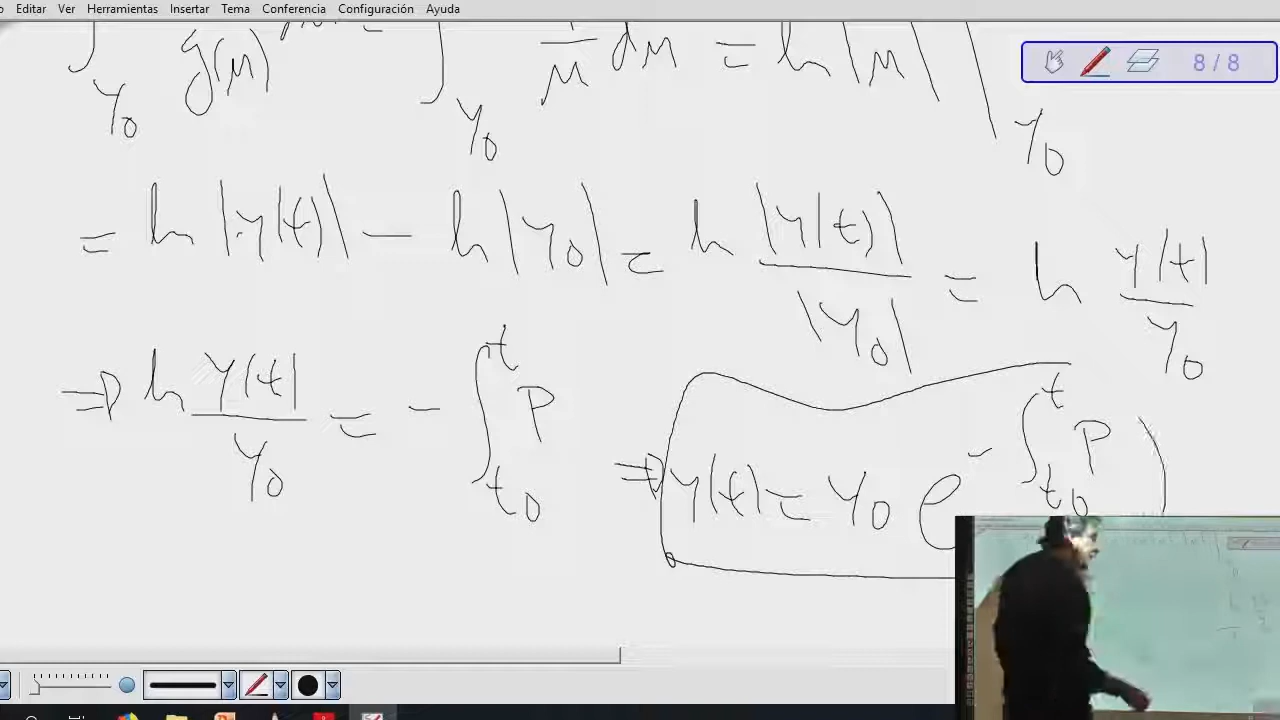 Editar Ver Herramientas Insertar Tema Conferencia Configuración Ayuda
8 / 8
∫_{Y_0} g(μ) = ∫_{Y_0} 1/μ dμ = ln |μ| |_{Y_0}
= ln |Y(t)| - ln |Y_0| = ln |Y(t)| / |Y_0| = ln Y(t) / Y_0
⇒ ln Y(t) / Y_0 = - ∫_{t_0}^{t} P
⇒ Y(t) = Y_0 e^{- ∫_{t_0}^{t} P}